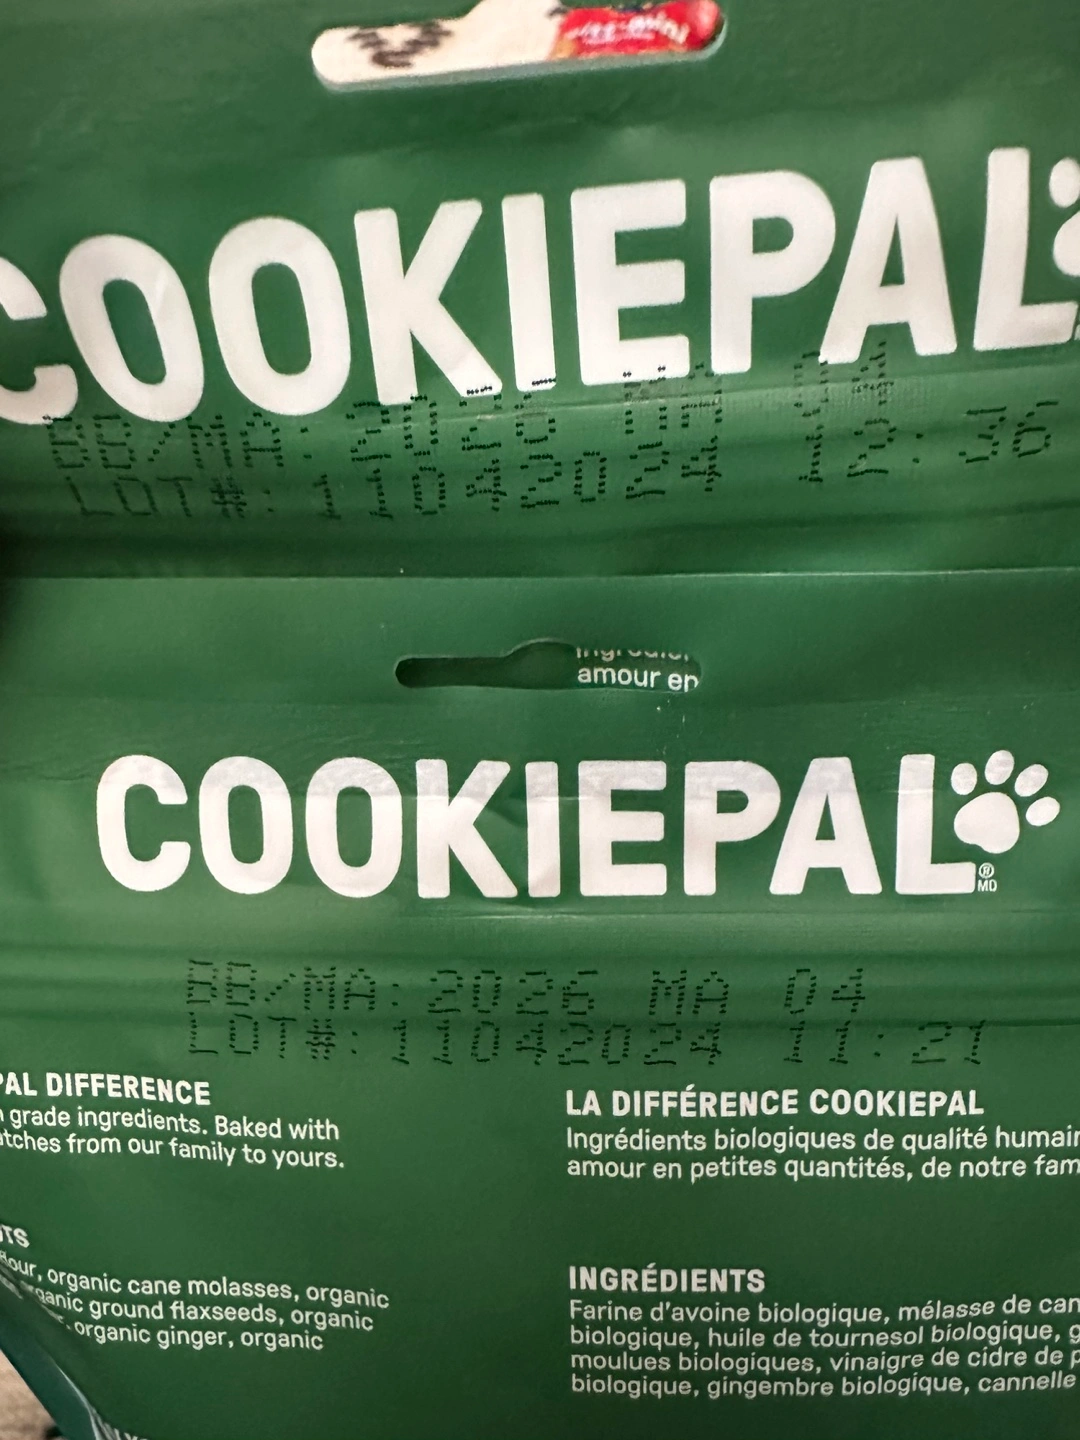 COOKIEPAL
BB/MA: 2026 MA 04
LOT#: 11042024 12:36
amour en
COOKIEPAL
® MD
BB/MA: 2026 MA 04
LOT#: 11042024 11:21
PAL DIFFERENCE
grade ingredients. Baked with
atches from our family to yours.
organic cane molasses, organic
ground flaxseeds, organic
organic ginger, organic
LA DIFFÉRENCE COOKIEPAL
Ingrédients biologiques de qualité humain
amour en petites quantités, de notre fam
INGRÉDIENTS
Farine d'avoine biologique, mélasse de can
biologique, huile de tournesol biologique, g
moulues biologiques, vinaigre de cidre de p
biologique, gingembre biologique, cannelle